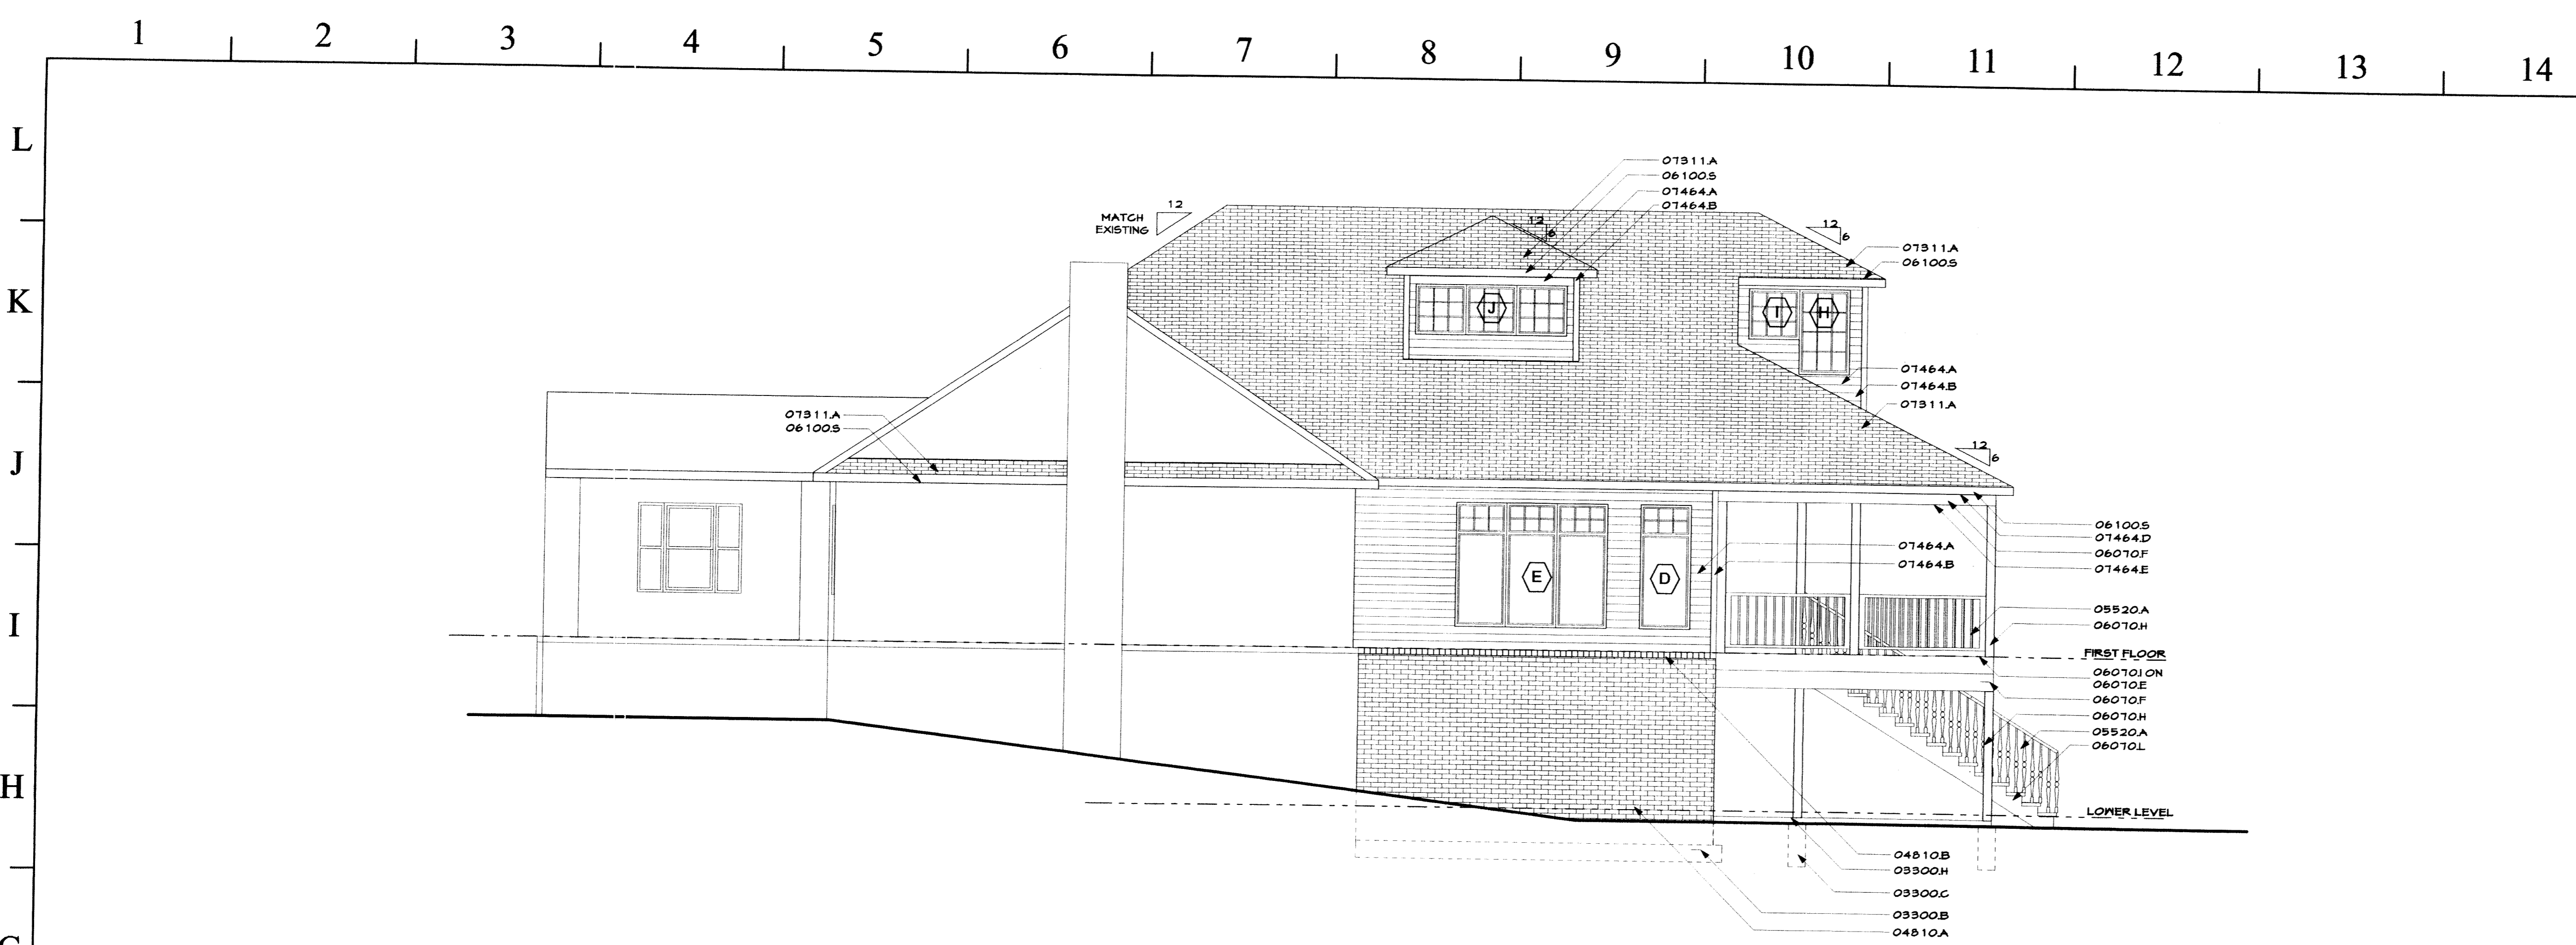 1 2 3 4 5 6 7 8 9 10 11 12 13 14
L
07311.A
06100.S
07464.A
07464.B
12
MATCH
EXISTING
12
6
12
6
07311.A
06100.S
K
J
I
H
07464.A
07464.B
07311.A
07311.A
06100.S
J
12
6
06100.S
07464.D
06070.F
07464.E
07464.A
07464.B
E
D
I
05520.A
06070.H
FIRST FLOOR
06070.I ON
06070.E
06070.F
06070.H
05520.A
06070.L
H
LOWER LEVEL
04810.B
03300.H
03300.C
03300.B
04810.A
G